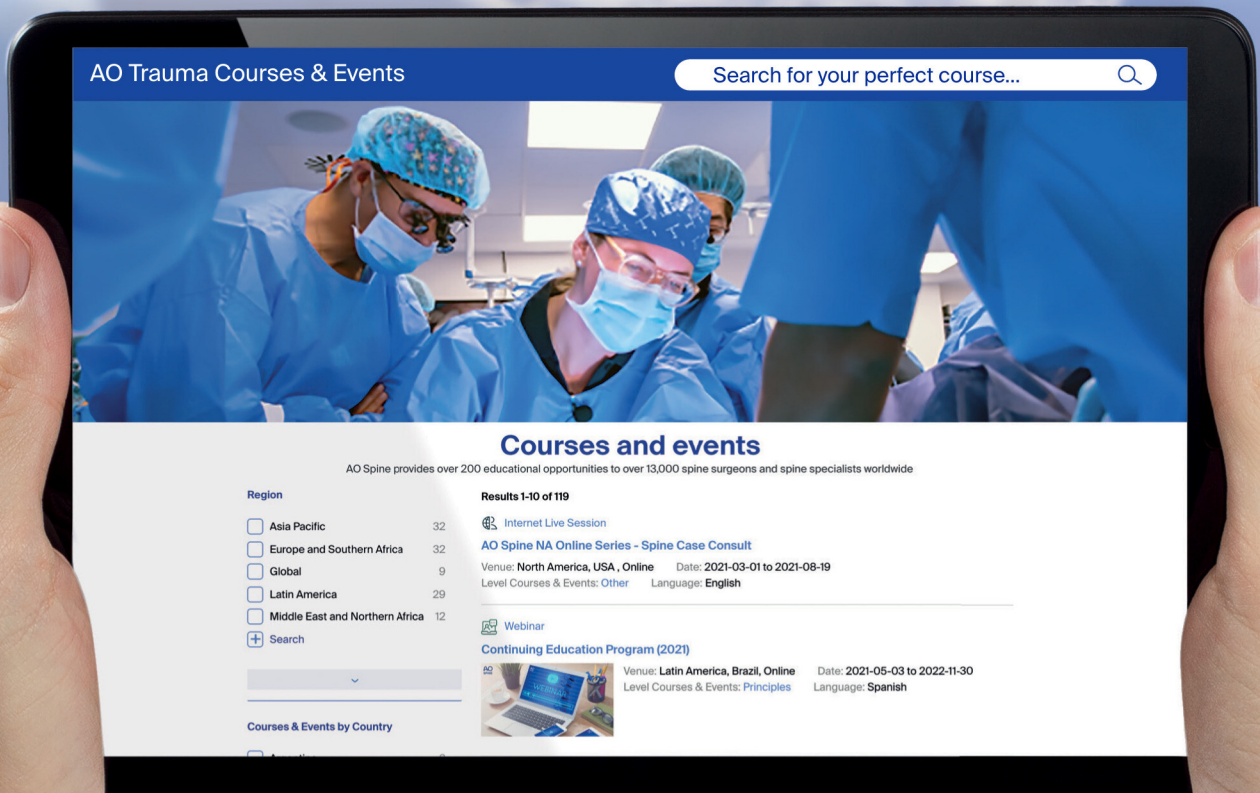 AO Trauma Courses & Events
Search for your perfect course...
Courses and events
AO Spine provides over 200 educational opportunities to over 13,000 spine surgeons and spine specialists worldwide
Region
Asia Pacific 32
Europe and Southern Africa 32
Global 9
Latin America 29
Middle East and Northern Africa 12
Search
Courses & Events by Country
Results 1-10 of 119
Internet Live Session
AO Spine NA Online Series - Spine Case Consult
Venue: North America, USA , Online Date: 2021-03-01 to 2021-08-19
Level Courses & Events: Other Language: English
Webinar
Continuing Education Program (2021)
AO
WEBINAR
Venue: Latin America, Brazil, Online Date: 2021-05-03 to 2022-11-30
Level Courses & Events: Principles Language: Spanish